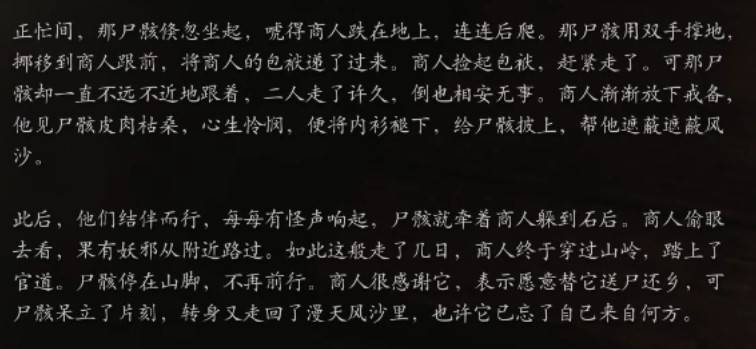 正忙间，那尸骸倏忽坐起，唬得商人跌在地上，连连后爬。那尸骸用双手撑地，
挪移到商人跟前，将商人的包袱递了过来。商人捡起包袱，赶紧走了。可那尸
骸却一直不远不近地跟着，二人走了许久，倒也相安无事。商人渐渐放下戒备，
他见尸骸皮肉枯桑，心生怜悯，便将内衫褪下，给尸骸披上，帮他遮蔽遮蔽风
沙。
此后，他们结伴而行，每每有怪声响起，尸骸就牵着商人躲到石后。商人偷眼
去看，果有妖邪从附近路过。如此这般走了几日，商人终于穿过山岭，踏上了
官道。尸骸停在山脚，不再前行。商人很感谢它，表示愿意替它送尸还乡，可
尸骸呆立了片刻，转身又走回了漫天风沙里，也许它已忘了自己来自何方。